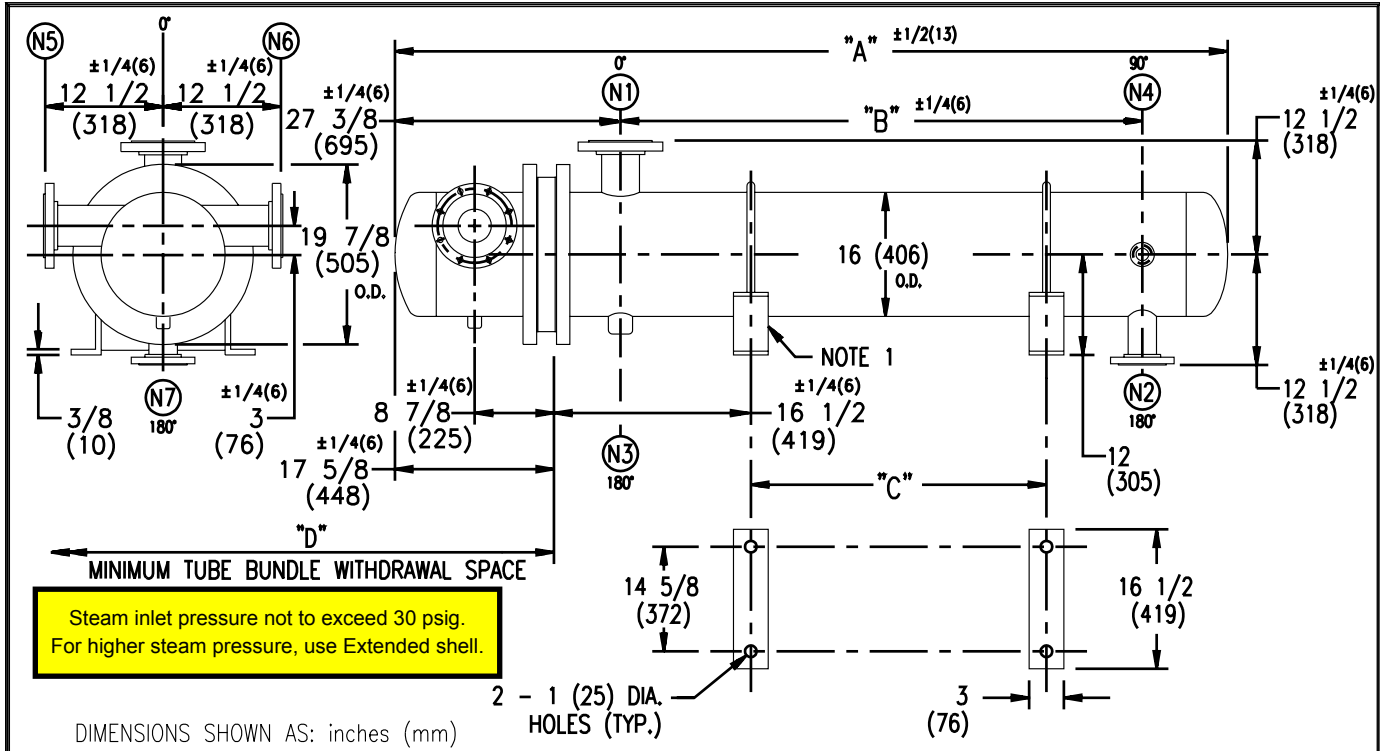 N5
0°
N6
±1/4(6) ±1/4(6)
12 1/2 12 1/2
(318) (318)
±1/4(6)
27 3/8
(695)
"A" ±1/2(13)
0°
N1
"B" ±1/4(6)
90°
N4
±1/4(6)
12 1/2
(318)
19 7/8
(505)
O.D.
16 (406)
O.D.
NOTE 1
3/8
(10)
N7
180°
±1/4(6)
3
(76)
±1/4(6)
8 7/8
(225)
±1/4(6)
17 5/8
(448)
N3
180°
±1/4(6)
16 1/2
(419)
N2
180°
±1/4(6)
12 1/2
(318)
12
(305)
"C"
"D"
MINIMUM TUBE BUNDLE WITHDRAWAL SPACE
Steam inlet pressure not to exceed 30 psig.
For higher steam pressure, use Extended shell.
14 5/8
(372)
16 1/2
(419)
2 - 1 (25) DIA.
HOLES (TYP.)
3
(76)
DIMENSIONS SHOWN AS: inches (mm)